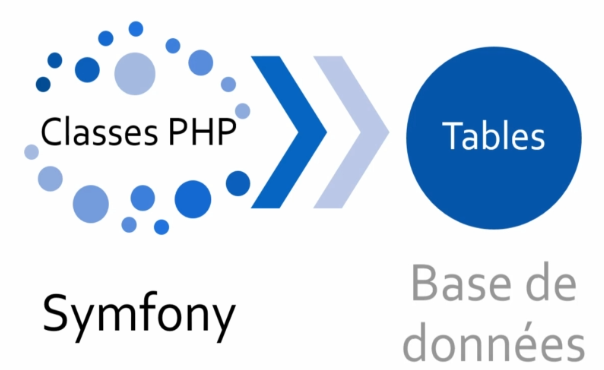 Classes PHP
Tables
Symfony
Base de
données